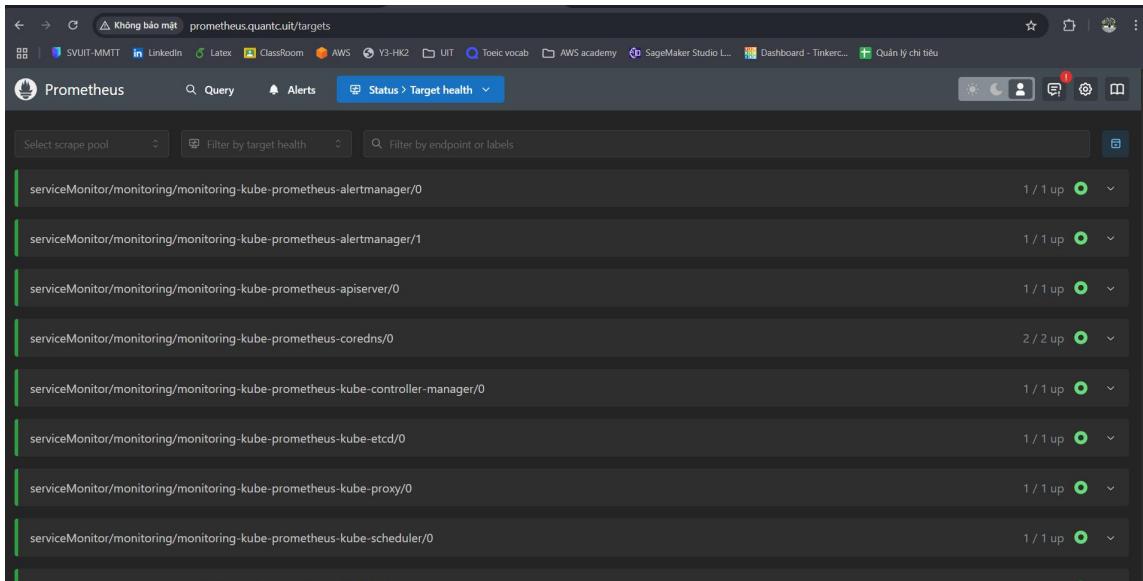 Không bảo mật prometheus.quantc.uit/targets
SVUIT-MMTT LinkedIn Latex ClassRoom AWS Y3-HK2 UIT Toeic vocab AWS academy SageMaker Studio L... Dashboard - Tinkerc... Quản lý chi tiêu
Prometheus Query Alerts Status > Target health
Select scrape pool Filter by target health Filter by endpoint or labels
serviceMonitor/monitoring/monitoring-kube-prometheus-alertmanager/0 1 / 1 up
serviceMonitor/monitoring/monitoring-kube-prometheus-alertmanager/1 1 / 1 up
serviceMonitor/monitoring/monitoring-kube-prometheus-apiserver/0 1 / 1 up
serviceMonitor/monitoring/monitoring-kube-prometheus-coredns/0 2 / 2 up
serviceMonitor/monitoring/monitoring-kube-prometheus-kube-controller-manager/0 1 / 1 up
serviceMonitor/monitoring/monitoring-kube-prometheus-kube-etcd/0 1 / 1 up
serviceMonitor/monitoring/monitoring-kube-prometheus-kube-proxy/0 1 / 1 up
serviceMonitor/monitoring/monitoring-kube-prometheus-kube-scheduler/0 1 / 1 up